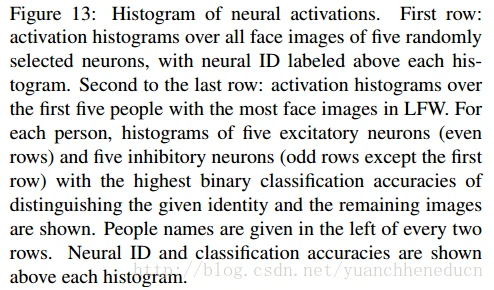 Figure 13: Histogram of neural activations. First row:
activation histograms over all face images of five randomly
selected neurons, with neural ID labeled above each his-
togram. Second to the last row: activation histograms over
the first five people with the most face images in LFW. For
each person, histograms of five excitatory neurons (even
rows) and five inhibitory neurons (odd rows except the first
row) with the highest binary classification accuracies of
distinguishing the given identity and the remaining images
are shown. People names are given in the left of every two
rows. Neural ID and classification accuracies are shown
above each histogram.
http://blog.csdn.net/yuanchheneducn